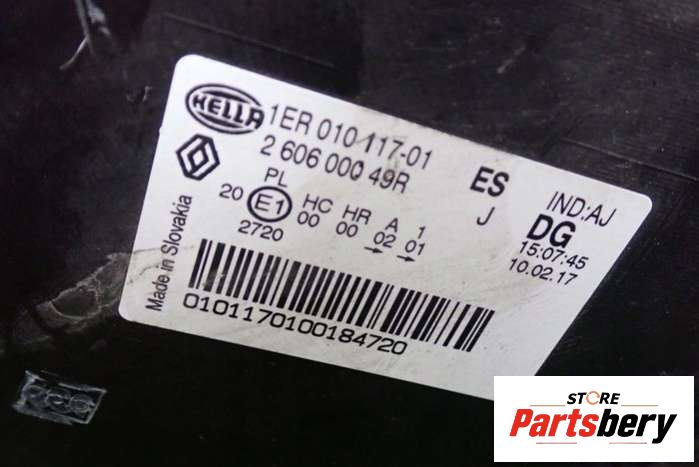 HELLA
1ER 010 117-01
2 606 000 49R
ES
J
IND:AJ
DG
15:07:45
10.02.17
Made in Slovakia
PL
20 E1 HC HR A 1
00 00 02 01
2720
0101170100184720
STORE
Partsbery